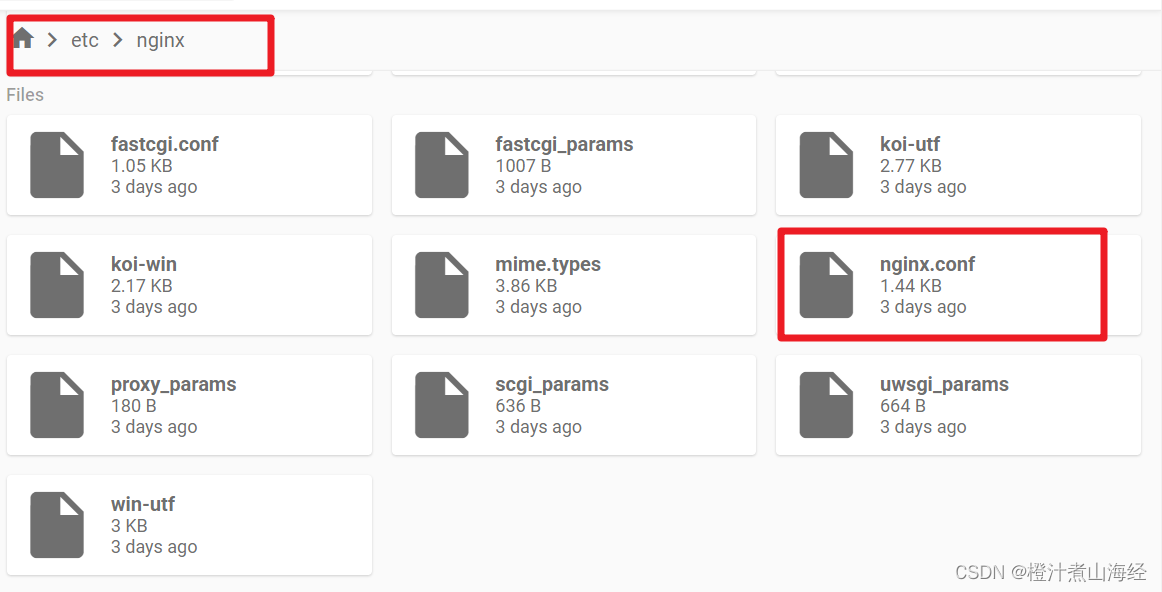 etc nginx
Files
fastcgi.conf
1.05 KB
3 days ago
fastcgi_params
1007 B
3 days ago
koi-utf
2.77 KB
3 days ago
koi-win
2.17 KB
3 days ago
mime.types
3.86 KB
3 days ago
nginx.conf
1.44 KB
3 days ago
proxy_params
180 B
3 days ago
scgi_params
636 B
3 days ago
uwsgi_params
664 B
3 days ago
win-utf
3 KB
3 days ago
CSDN @橙汁煮山海经